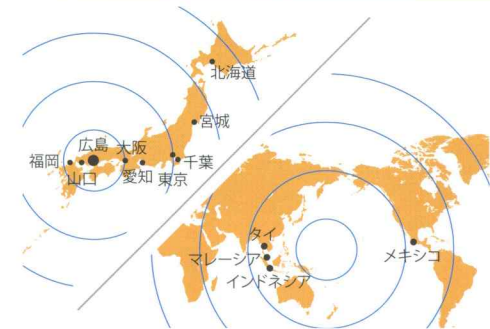 北海道
宮城
広島
大阪
福岡
千葉
山口
愛知
東京
タイ
マレーシア
インドネシア
メキシコ